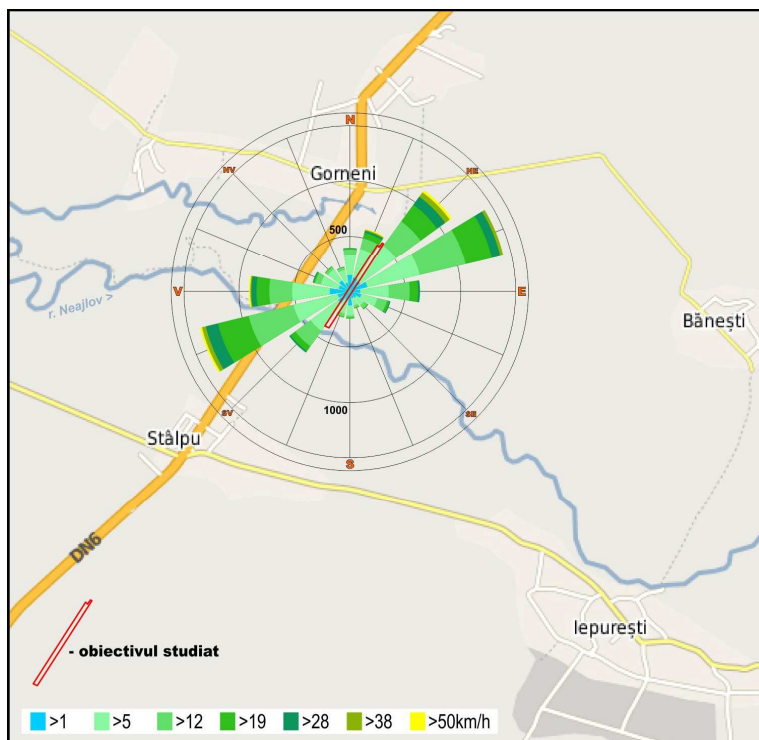 N
NV
Gorneni
NE
500
V
E
r. Neajlov >
Bănești
1000
SV
SE
Stâlpu
S
DN6
Iepurești
- obiectivul studiat
>1 >5 >12 >19 >28 >38 >50km/h